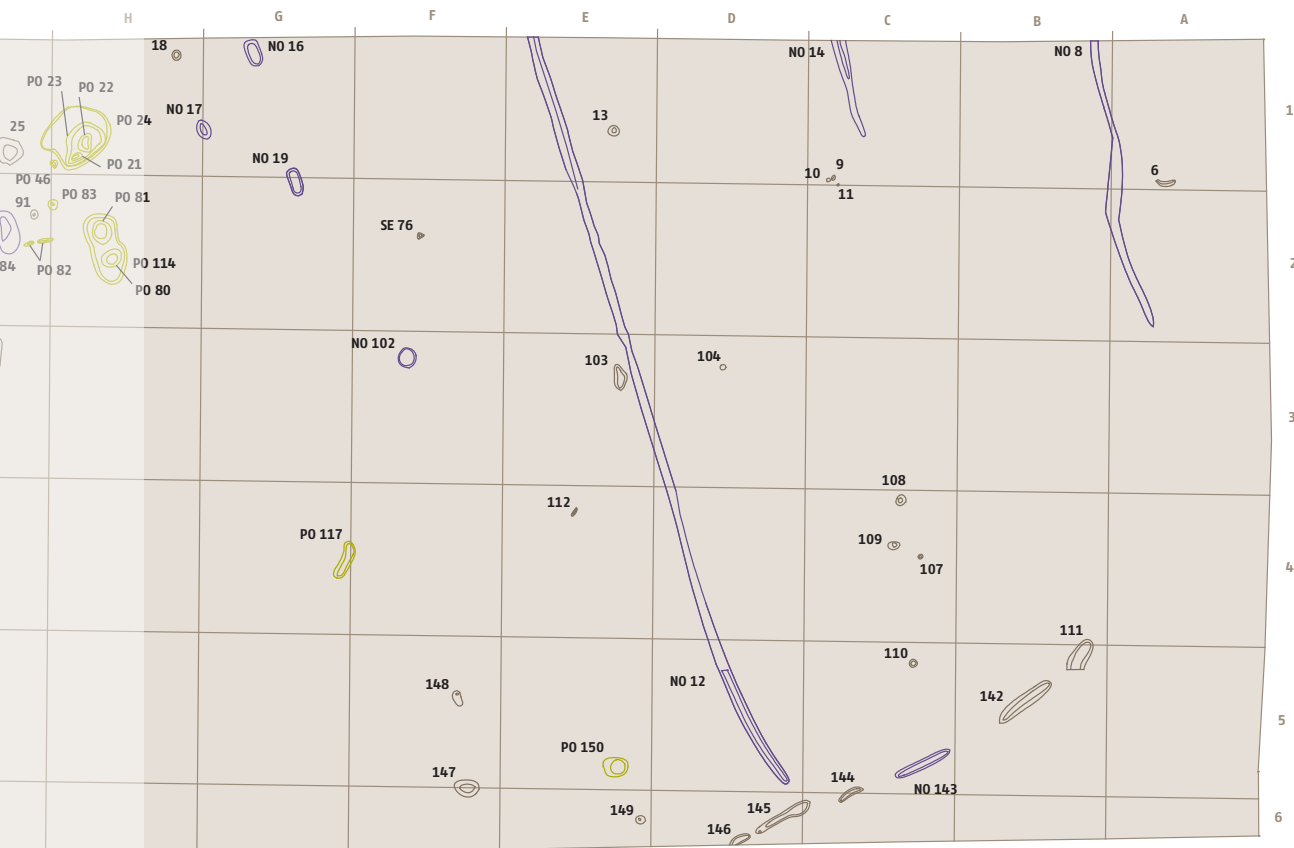 H G F E D C B A
18 NO 16 NO 14 NO 8
PO 23 PO 22
NO 17 1
PO 24 13
25
PO 21 NO 19 9
10 6
PO 46 11
PO 83 PO 81
91
SE 76
84 PO 82 PO 114 2
PO 80
NO 102
103 104
3
108
112
PO 117 109
107 4
111
110
NO 12
148 142
5
PO 150
147 144
NO 143
149 145
146 6